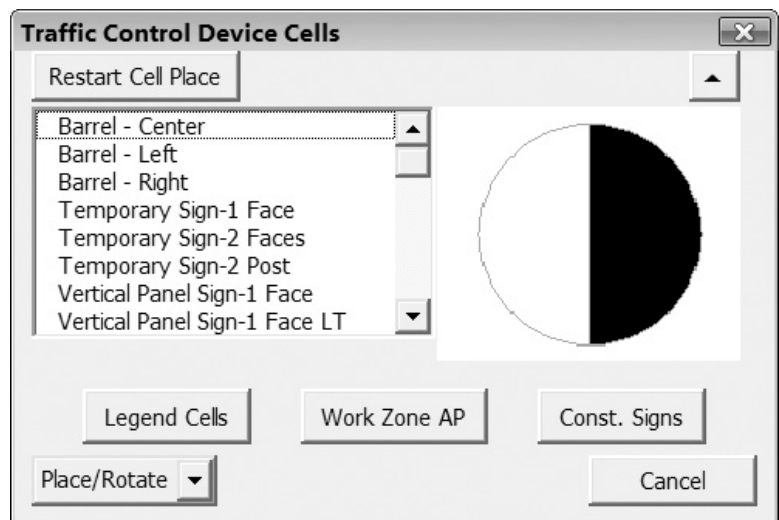 Traffic Control Device Cells
Restart Cell Place
Barrel - Center
Barrel - Left
Barrel - Right
Temporary Sign-1 Face
Temporary Sign-2 Faces
Temporary Sign-2 Post
Vertical Panel Sign-1 Face
Vertical Panel Sign-1 Face LT
Legend Cells
Work Zone AP
Const. Signs
Place/Rotate
Cancel